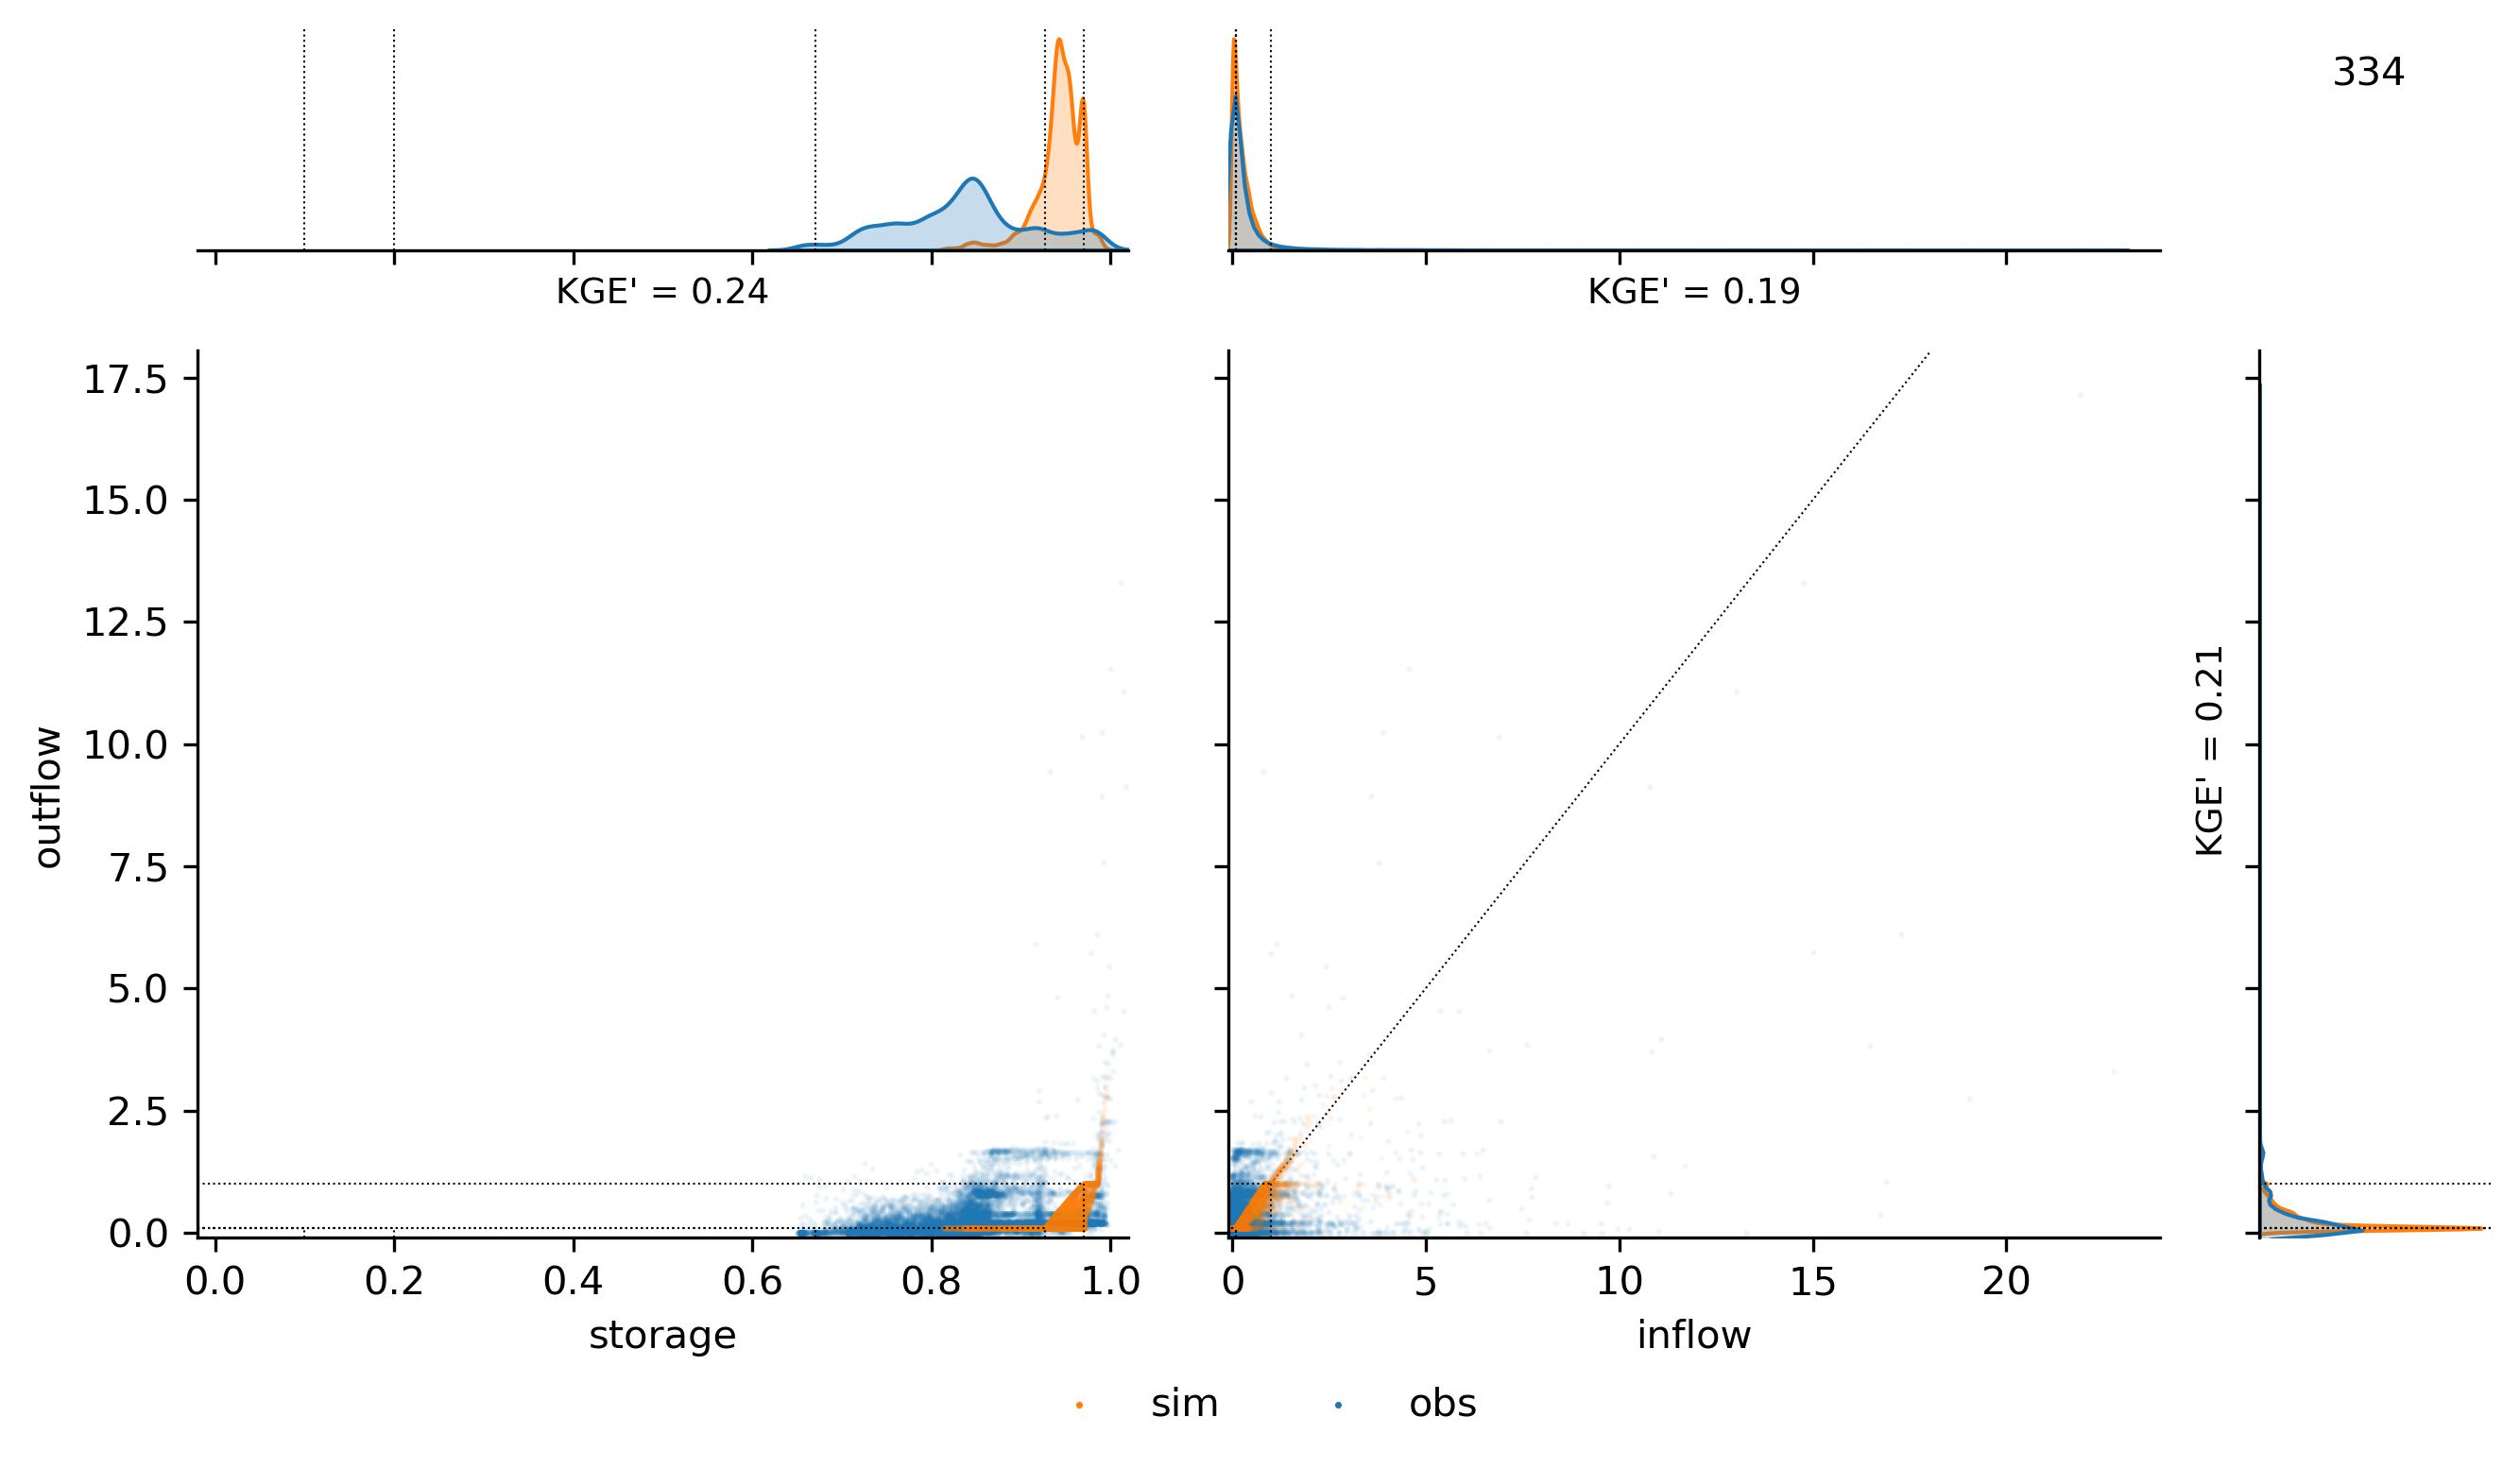 334
KGE' = 0.24
KGE' = 0.19
17.5
15.0
12.5
10.0
7.5
5.0
2.5
0.0
outflow
KGE' = 0.21
0.0 0.2 0.4 0.6 0.8 1.0
0 5 10 15 20
storage
inflow
sim obs